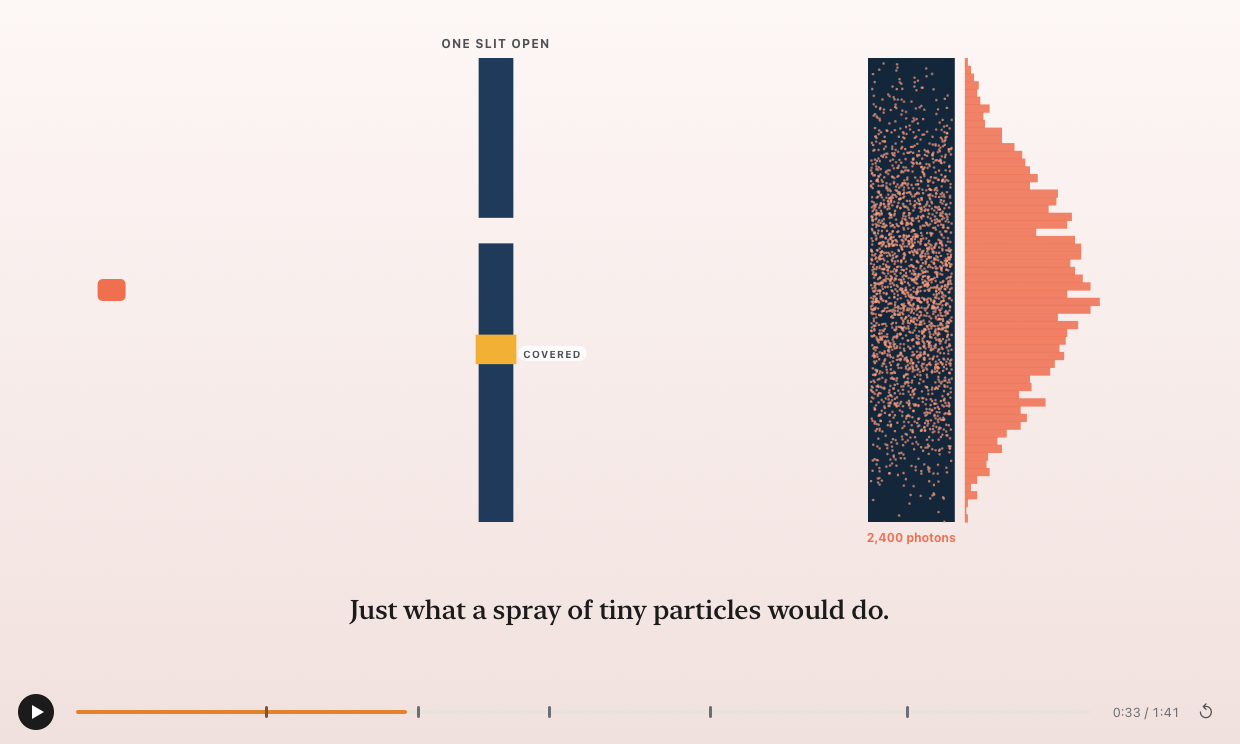 ONE SLIT OPEN
COVERED
2,400 photons
Just what a spray of tiny particles would do.
0:33 / 1:41